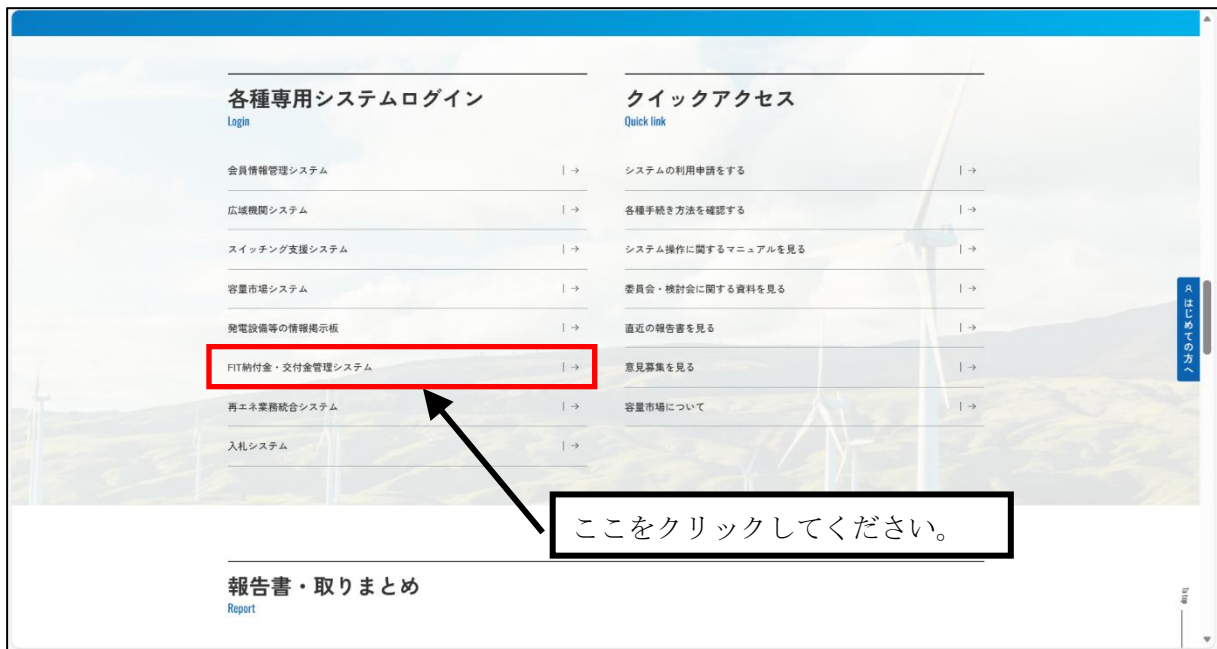 各種専用システムログイン
Login
会員情報管理システム
広域機関システム
スイッチング支援システム
容量市場システム
発電設備等の情報掲示板
FIT納付金・交付金管理システム
再エネ業務統合システム
入札システム
クイックアクセス
Quick link
システムの利用申請をする
各種手続き方法を確認する
システム操作に関するマニュアルを見る
委員会・検討会に関する資料を見る
直近の報告書を見る
意見募集を見る
容量市場について
はじめての方へ
ここをクリックしてください。
報告書・取りまとめ
Report
To top